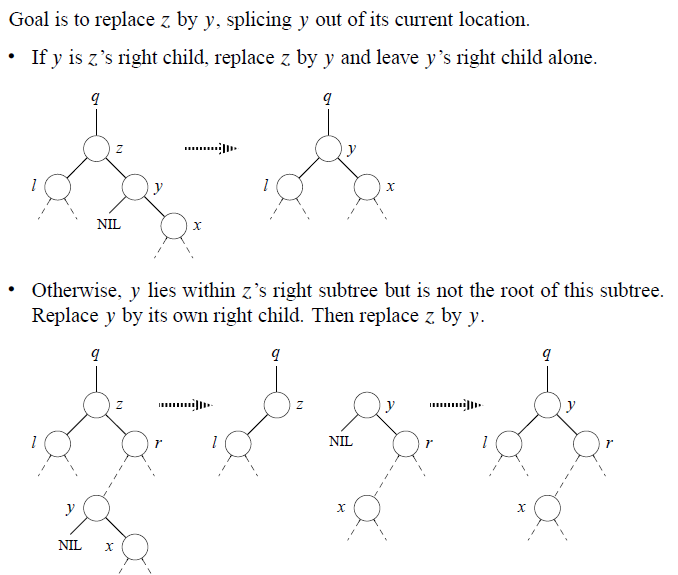 Goal is to replace z by y, splicing y out of its current location.
• If y is z's right child, replace z by y and leave y's right child alone.
q q
z y
l y l x
NIL x
• Otherwise, y lies within z's right subtree but is not the root of this subtree.
Replace y by its own right child. Then replace z by y.
q q q
z z y y
l r l NIL r l r
y x x
NIL x